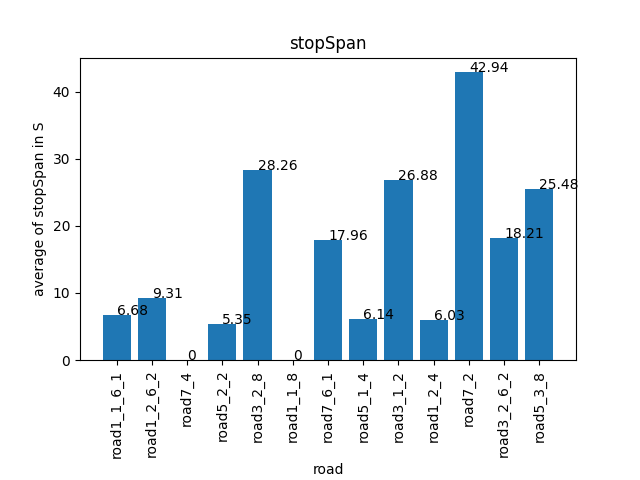 stopSpan
average of stopSpan in S
40
30
20
10
0
6.68
9.31
0
5.35
28.26
0
17.96
6.14
26.88
6.03
42.94
18.21
25.48
road1_1_6_1
road1_2_6_2
road7_4
road5_2_2
road3_2_8
road1_1_8
road7_6_1
road5_1_4
road3_1_2
road1_2_4
road7_2
road3_2_6_2
road5_3_8
road